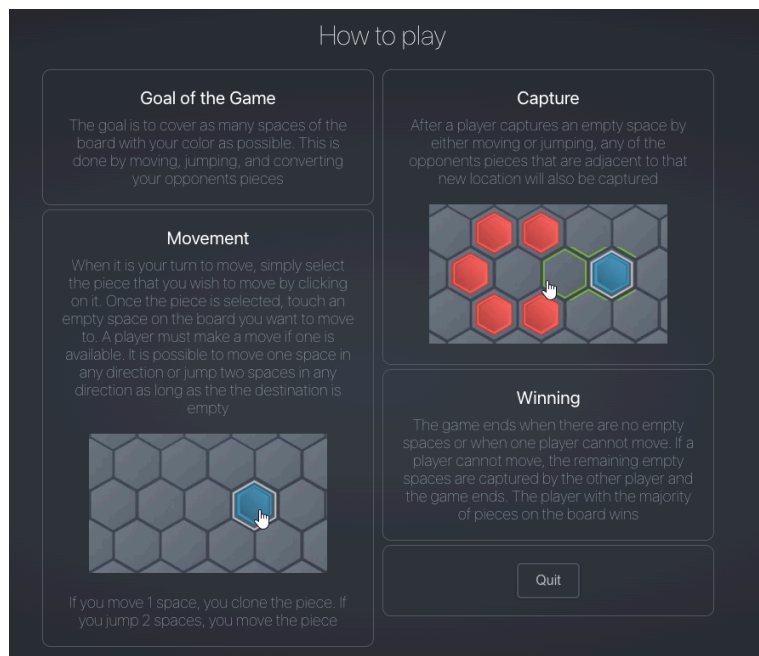 How to play
Goal of the Game
The goal is to cover as many spaces of the
board with your color as possible. This is
done by moving, jumping, and converting
your opponents pieces
Movement
When it is your turn to move, simply select
the piece that you wish to move by clicking
on it. Once the piece is selected, touch an
empty space on the board you want to move
to. A player must make a move if one is
available. It is possible to move one space in
any direction or jump two spaces in any
direction as long as the the destination is
empty
If you move 1 space, you clone the piece. If
you jump 2 spaces, you move the piece
Capture
After a player captures an empty space by
either moving or jumping, any of the
opponents pieces that are adjacent to that
new location will also be captured
Winning
The game ends when there are no empty
spaces or when one player cannot move. If a
player cannot move, the remaining empty
spaces are captured by the other player and
the game ends. The player with the majority
of pieces on the board wins
Quit